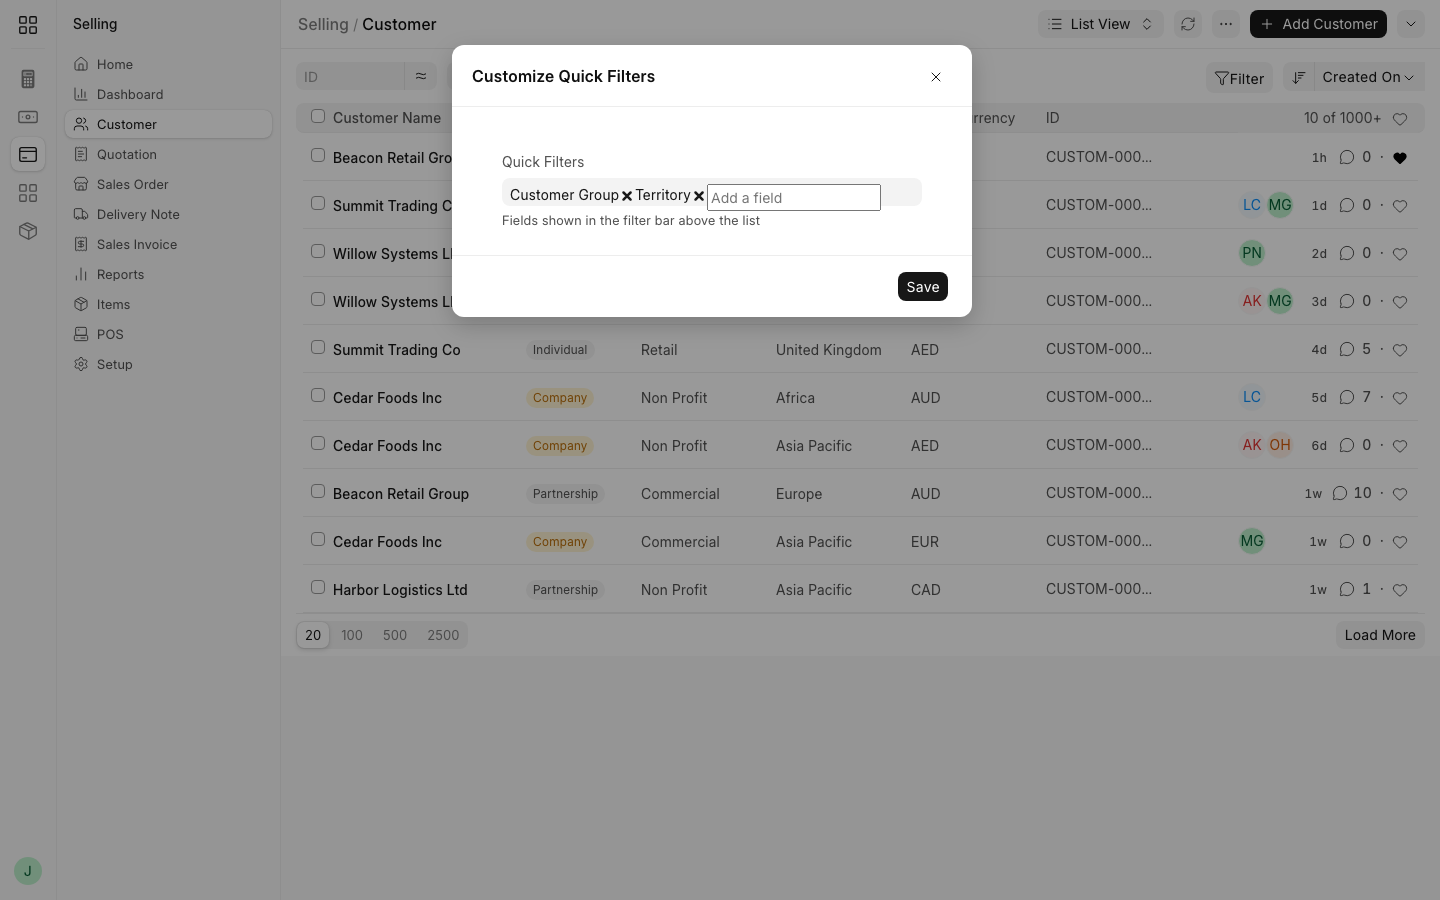 Selling
Selling / Customer
List View
Add Customer
Home
Dashboard
Customer
Quotation
Sales Order
Delivery Note
Sales Invoice
Reports
Items
POS
Setup
J
ID ≈
Filter
Created On
Customize Quick Filters
Quick Filters
Customer Group Territory Add a field
Fields shown in the filter bar above the list
Save
Customer Name ID 10 of 1000+
Beacon Retail Gro CUSTOM-000... 1h 0 ·
Summit Trading C CUSTOM-000... LC MG 1d 0 ·
Willow Systems CUSTOM-000... PN 2d 0 ·
Willow Systems CUSTOM-000... AK MG 3d 0 ·
Summit Trading Co Individual Retail United Kingdom AED CUSTOM-000... 4d 5 ·
Cedar Foods Inc Company Non Profit Africa AUD CUSTOM-000... LC 5d 7 ·
Cedar Foods Inc Company Non Profit Asia Pacific AED CUSTOM-000... AK OH 6d 0 ·
Beacon Retail Group Partnership Commercial Europe AUD CUSTOM-000... 1w 10 ·
Cedar Foods Inc Company Commercial Asia Pacific EUR CUSTOM-000... MG 1w 0 ·
Harbor Logistics Ltd Partnership Non Profit Asia Pacific CAD CUSTOM-000... 1w 1 ·
20 100 500 2500
Load More